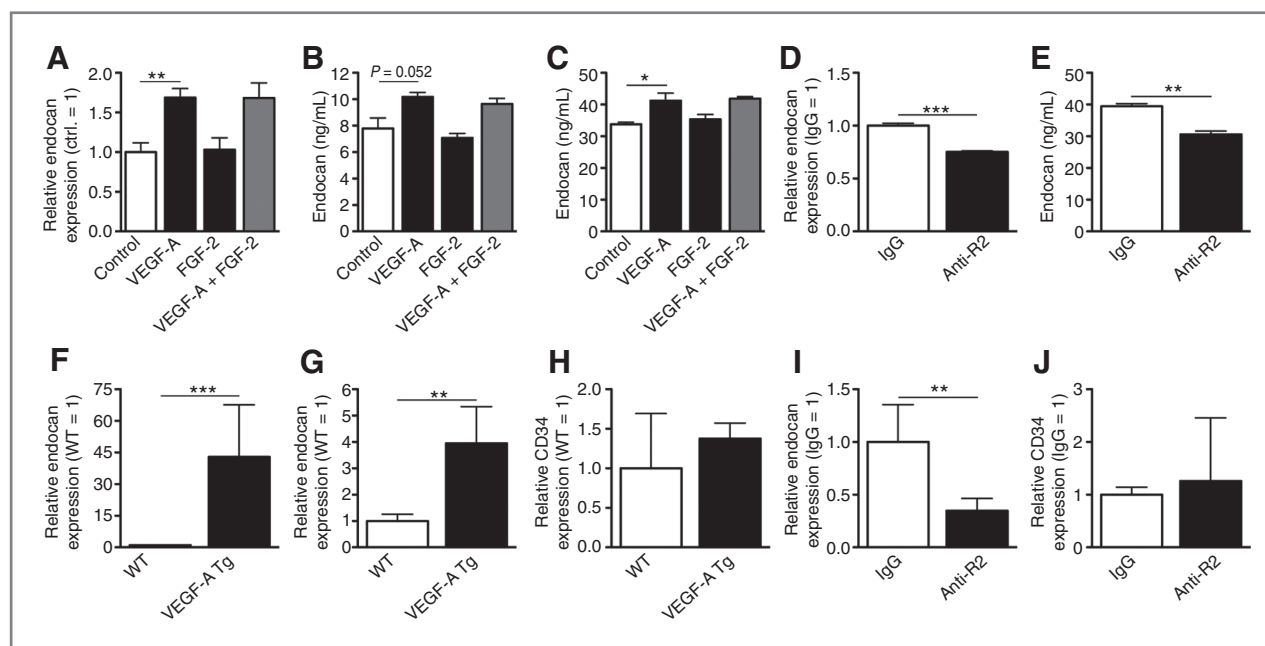 A
Relative endocan
expression (ctrl. = 1)
2.0
1.5
1.0
0.5
0.0
**
Control
VEGF-A
FGF-2
VEGF-A + FGF-2
B
Endocan (ng/mL)
12
10
8
6
4
2
0
P = 0.052
Control
VEGF-A
FGF-2
VEGF-A + FGF-2
C
Endocan (ng/mL)
50
40
30
20
10
0
*
Control
VEGF-A
FGF-2
VEGF-A + FGF-2
D
Relative endocan
expression (IgG = 1)
1.5
1.0
0.5
0.0
***
IgG
Anti-R2
E
Endocan (ng/mL)
50
40
30
20
10
0
**
IgG
Anti-R2
F
Relative endocan
expression (WT = 1)
75
60
45
30
15
0
***
WT
VEGF-A Tg
G
Relative endocan
expression (WT = 1)
6
5
4
3
2
1
0
**
WT
VEGF-A Tg
H
Relative CD34
expression (WT = 1)
2.0
1.5
1.0
0.5
0.0
WT
VEGF-A Tg
I
Relative endocan
expression (IgG = 1)
1.5
1.0
0.5
0.0
**
IgG
Anti-R2
J
Relative CD34
expression (IgG = 1)
3
2
1
0
IgG
Anti-R2